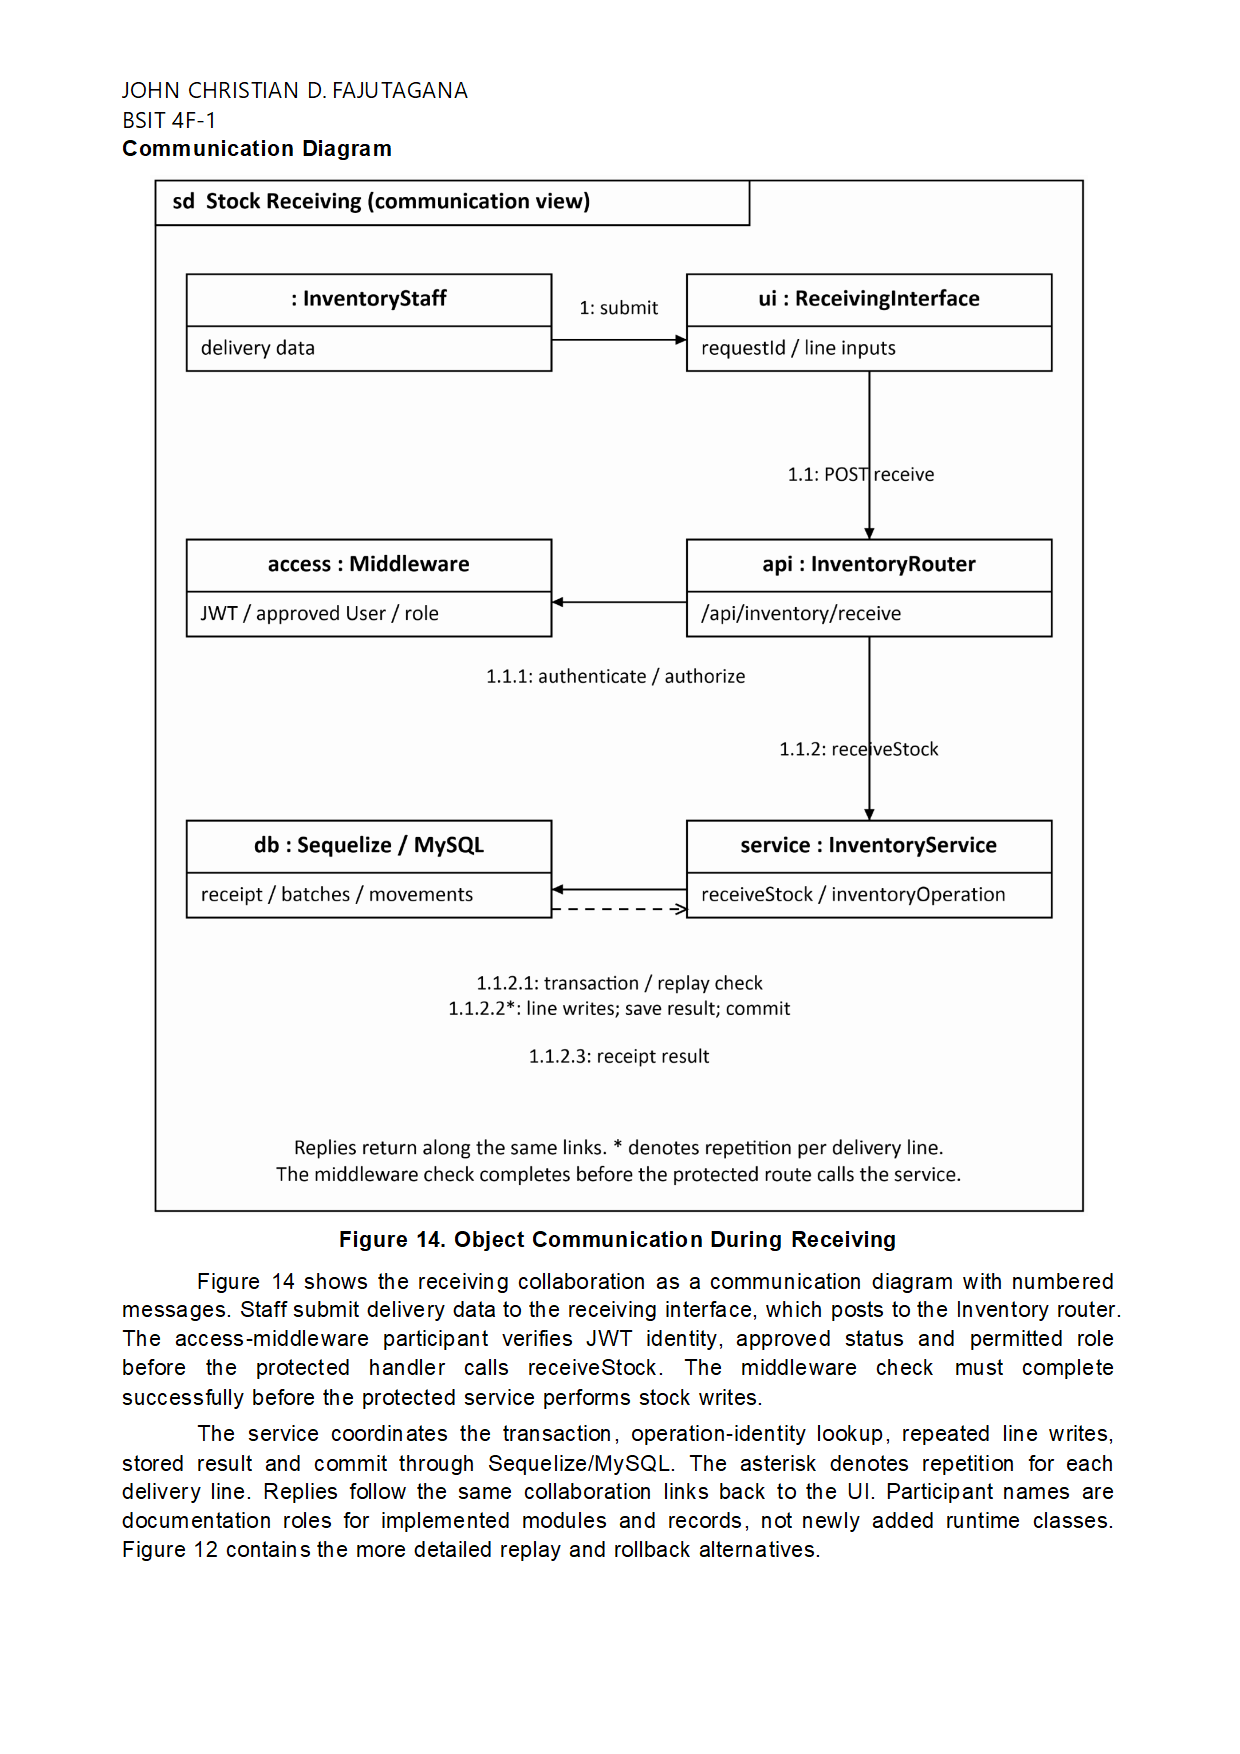 JOHN CHRISTIAN D. FAJUTAGANA
BSIT 4F-1
Communication Diagram
sd Stock Receiving (communication view)
: InventoryStaff
delivery data
1: submit
ui : ReceivingInterface
requestId / line inputs
1.1: POST receive
access : Middleware
JWT / approved User / role
api : InventoryRouter
/api/inventory/receive
1.1.1: authenticate / authorize
1.1.2: receiveStock
db : Sequelize / MySQL
receipt / batches / movements
service : InventoryService
receiveStock / inventoryOperation
1.1.2.1: transaction / replay check
1.1.2.2*: line writes; save result; commit
1.1.2.3: receipt result
Replies return along the same links. * denotes repetition per delivery line.
The middleware check completes before the protected route calls the service.
Figure 14. Object Communication During Receiving
Figure 14 shows the receiving collaboration as a communication diagram with numbered
messages. Staff submit delivery data to the receiving interface, which posts to the Inventory router.
The access-middleware participant verifies JWT identity, approved status and permitted role
before the protected handler calls receiveStock. The middleware check must complete
successfully before the protected service performs stock writes.
The service coordinates the transaction, operation-identity lookup, repeated line writes,
stored result and commit through Sequelize/MySQL. The asterisk denotes repetition for each
delivery line. Replies follow the same collaboration links back to the UI. Participant names are
documentation roles for implemented modules and records, not newly added runtime classes.
Figure 12 contains the more detailed replay and rollback alternatives.